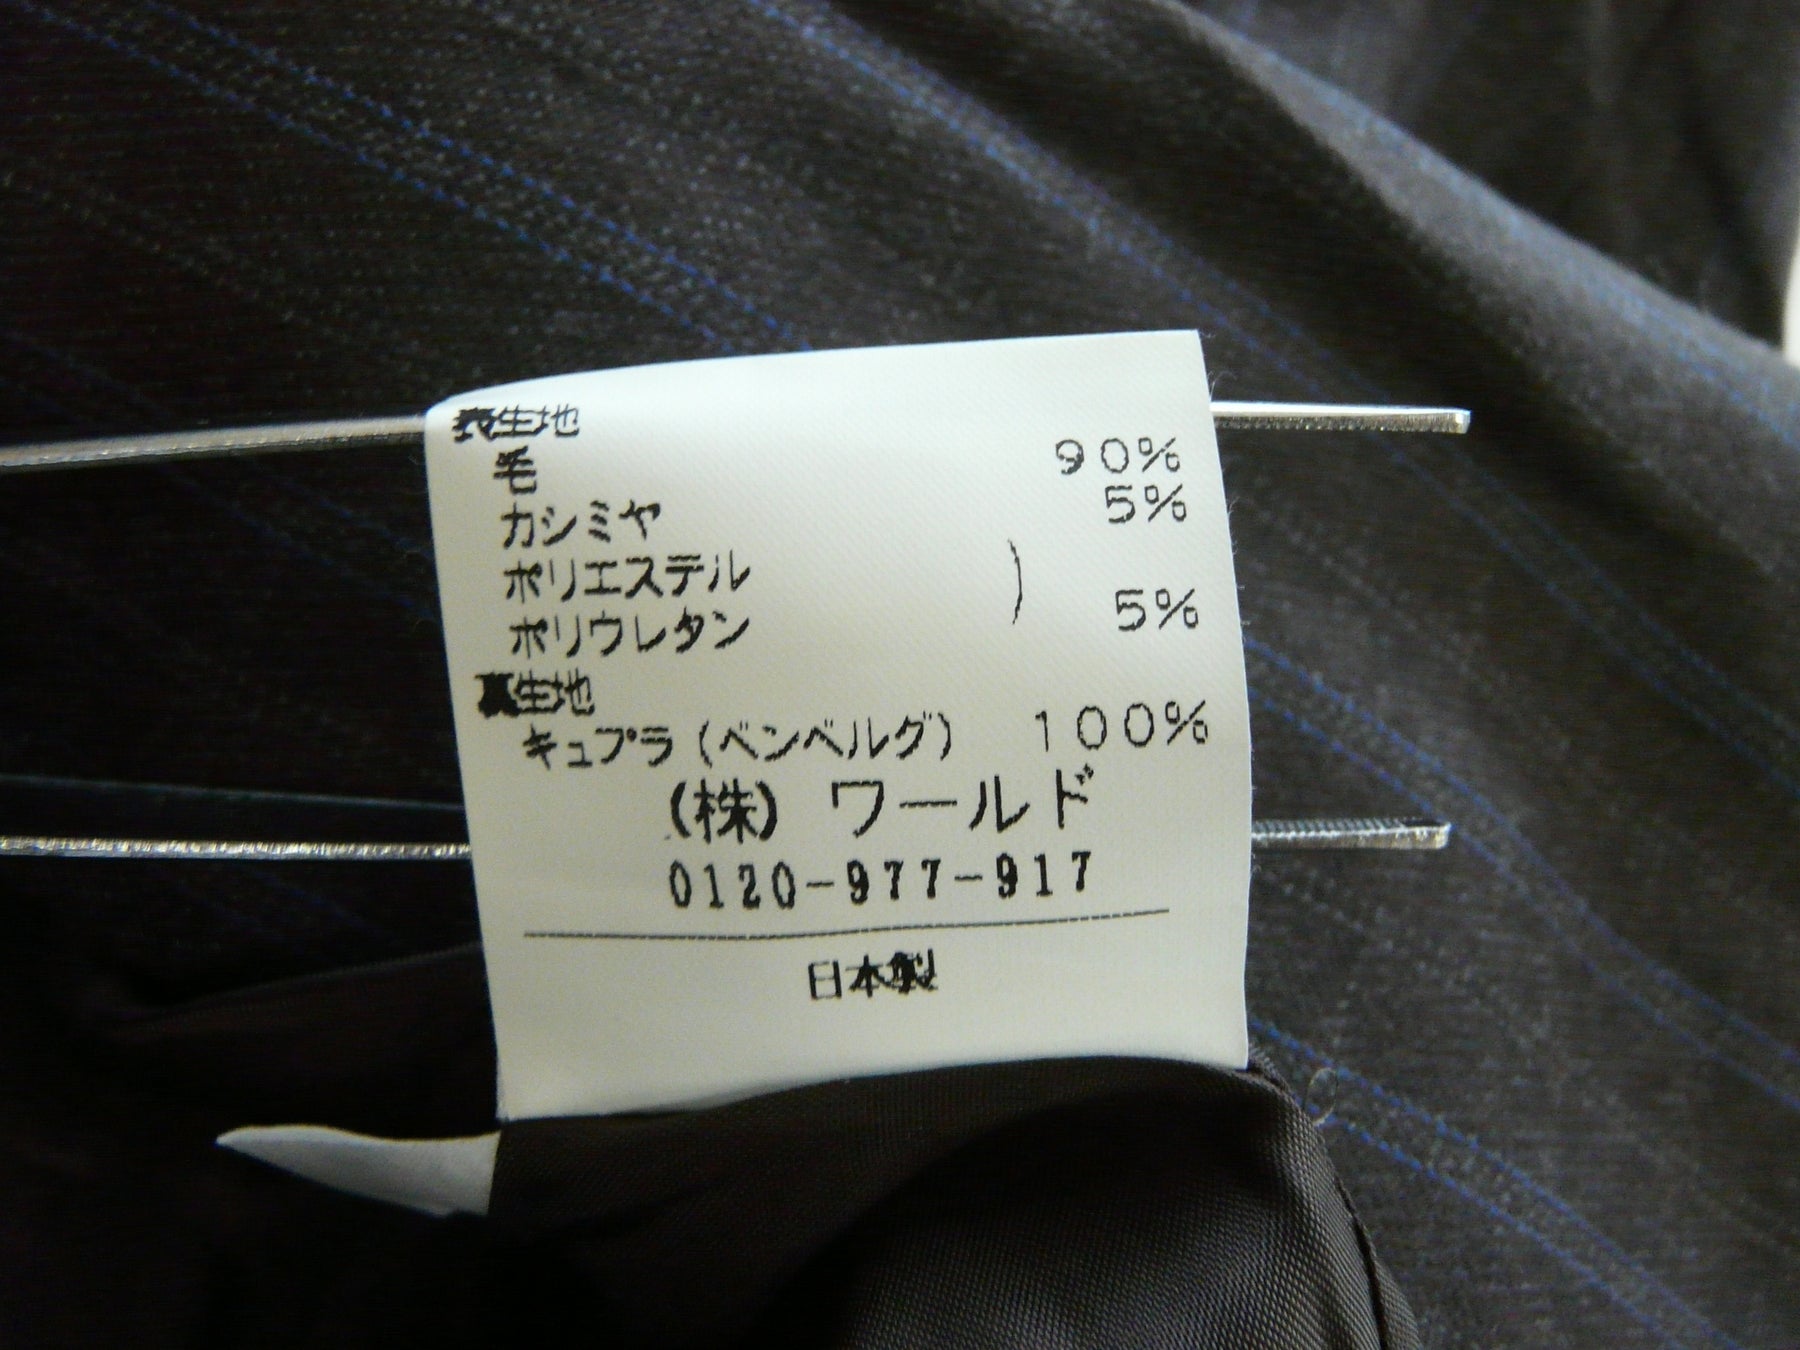 表生地
毛 90%
カシミヤ 5%
ポリエステル )
ポリウレタン 5%
裏生地
キュプラ(ベンベルグ) 100%
(株) ワールド
0120-977-917
日本製